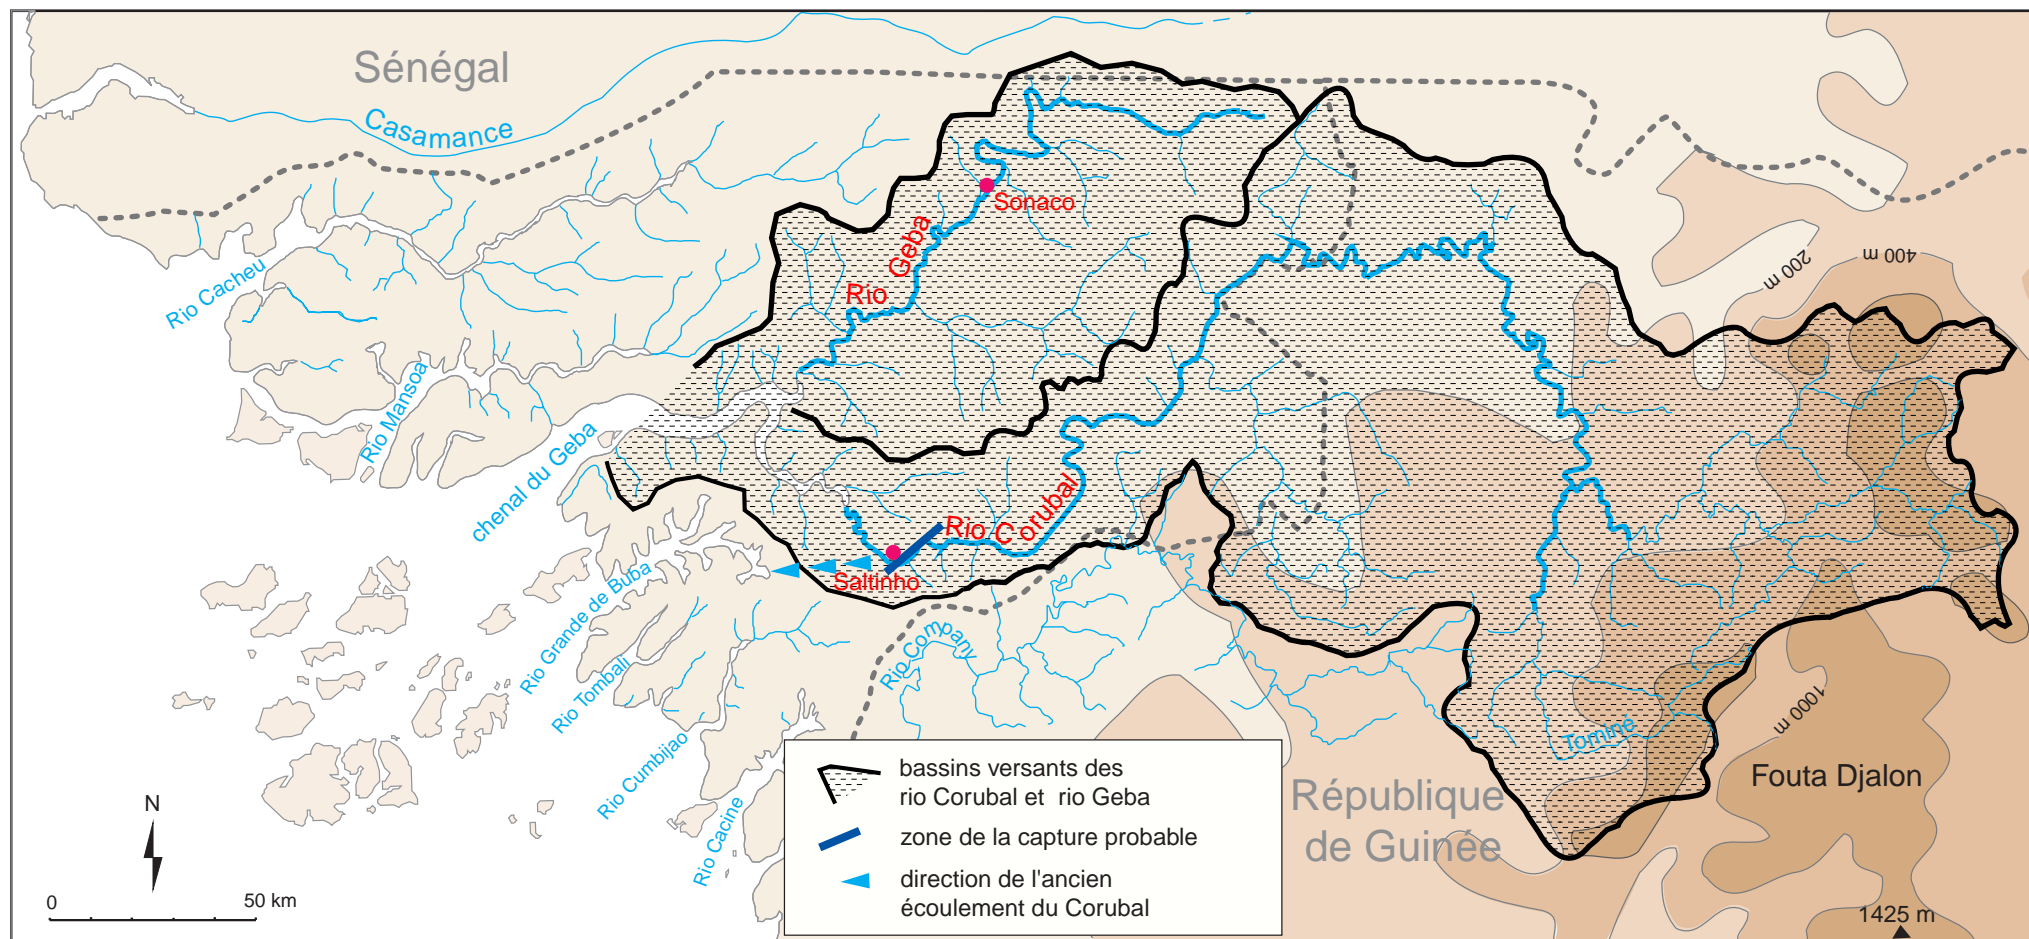 Sénégal
Casamance
Sonaco
Rio Geba
Rio Cacheu
200 m
400 m
Rio Mansoa
chenal du Geba
Rio Corubal
Saltinho
Rio Grande de Buba
Rio Company
Rio Tombali
Rio Cumbijao
Rio Cacine
Tominé
1000 m
Fouta Djalon
République
de Guinée
1425 m
N
0 50 km
bassins versants des
rio Corubal et rio Geba
zone de la capture probable
direction de l'ancien
écoulement du Corubal